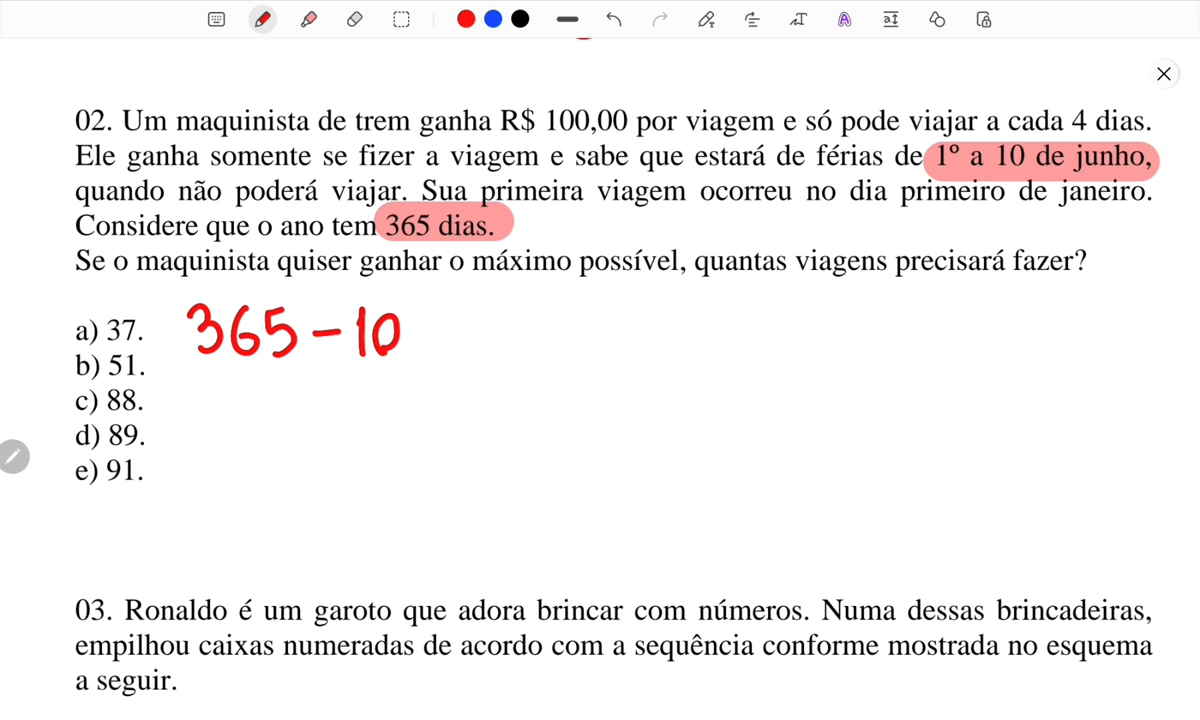 02. Um maquinista de trem ganha R$ 100,00 por viagem e só pode viajar a cada 4 dias.
Ele ganha somente se fizer a viagem e sabe que estará de férias de 1º a 10 de junho,
quando não poderá viajar. Sua primeira viagem ocorreu no dia primeiro de janeiro.
Considere que o ano tem 365 dias.
Se o maquinista quiser ganhar o máximo possível, quantas viagens precisará fazer?
a) 37.
365-10
b) 51.
c) 88.
d) 89.
e) 91.
03. Ronaldo é um garoto que adora brincar com números. Numa dessas brincadeiras,
empilhou caixas numeradas de acordo com a sequência conforme mostrada no esquema
a seguir.